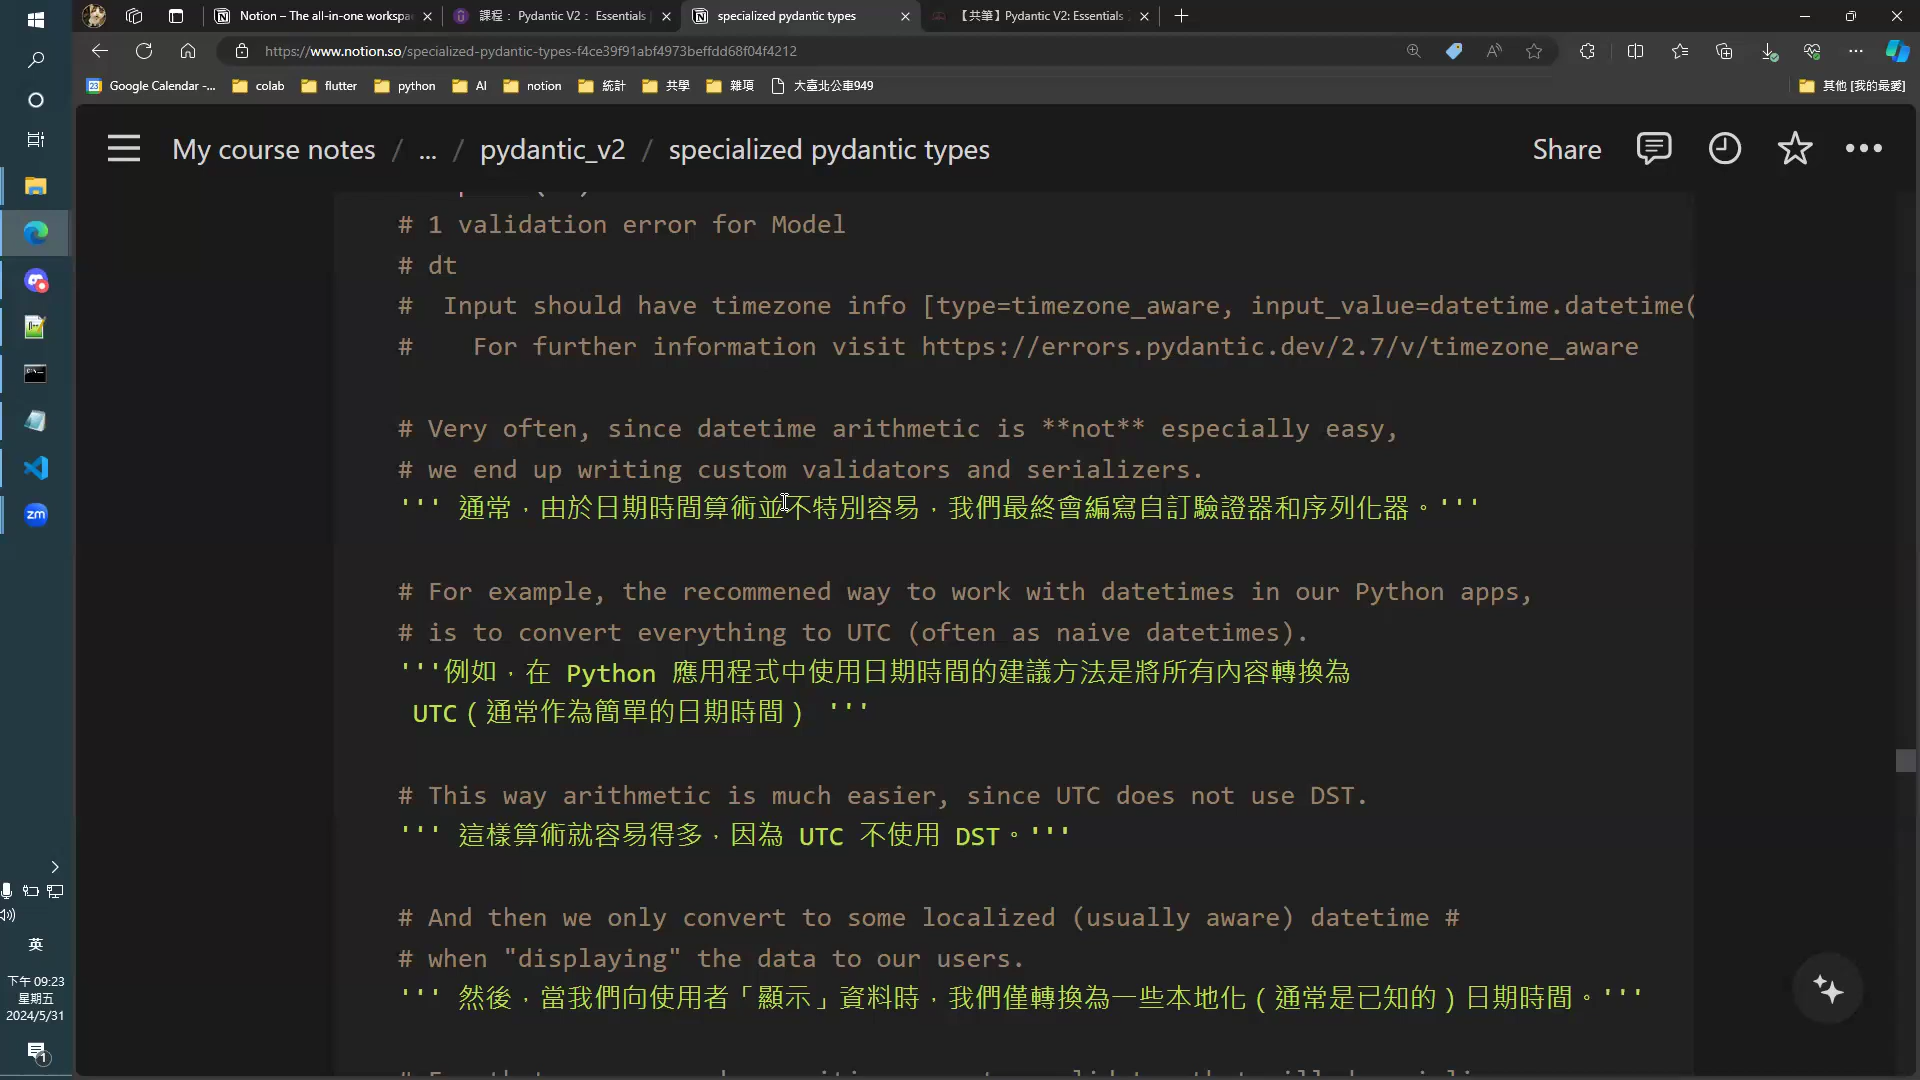 Notion – The all-in-one workspa
課程： Pydantic V2： Essentials
specialized pydantic types
【共筆】Pydantic V2: Essentials
https://www.notion.so/specialized-pydantic-types-f4ce39f91abf4973beffdd68f04f4212
Google Calendar -...
colab
flutter
python
AI
notion
統計
共學
雜項
大臺北公車949
其他 [我的最愛]
My course notes / ... / pydantic_v2 / specialized pydantic types
Share
# 1 validation error for Model
# dt
#  Input should have timezone info [type=timezone_aware, input_value=datetime.datetime(
#    For further information visit https://errors.pydantic.dev/2.7/v/timezone_aware
# Very often, since datetime arithmetic is **not** especially easy,
# we end up writing custom validators and serializers.
''' 通常，由於日期時間算術並不特別容易，我們最終會編寫自訂驗證器和序列化器。'''
# For example, the recommened way to work with datetimes in our Python apps,
# is to convert everything to UTC (often as naive datetimes).
'''例如，在 Python 應用程式中使用日期時間的建議方法是將所有內容轉換為
UTC（通常作為簡單的日期時間） '''
# This way arithmetic is much easier, since UTC does not use DST.
''' 這樣算術就容易得多，因為 UTC 不使用 DST。'''
# And then we only convert to some localized (usually aware) datetime #
# when "displaying" the data to our users.
''' 然後，當我們向使用者「顯示」資料時，我們僅轉換為一些本地化（通常是已知的）日期時間。'''
zm
英
下午 09:23
星期五
2024/5/31
1